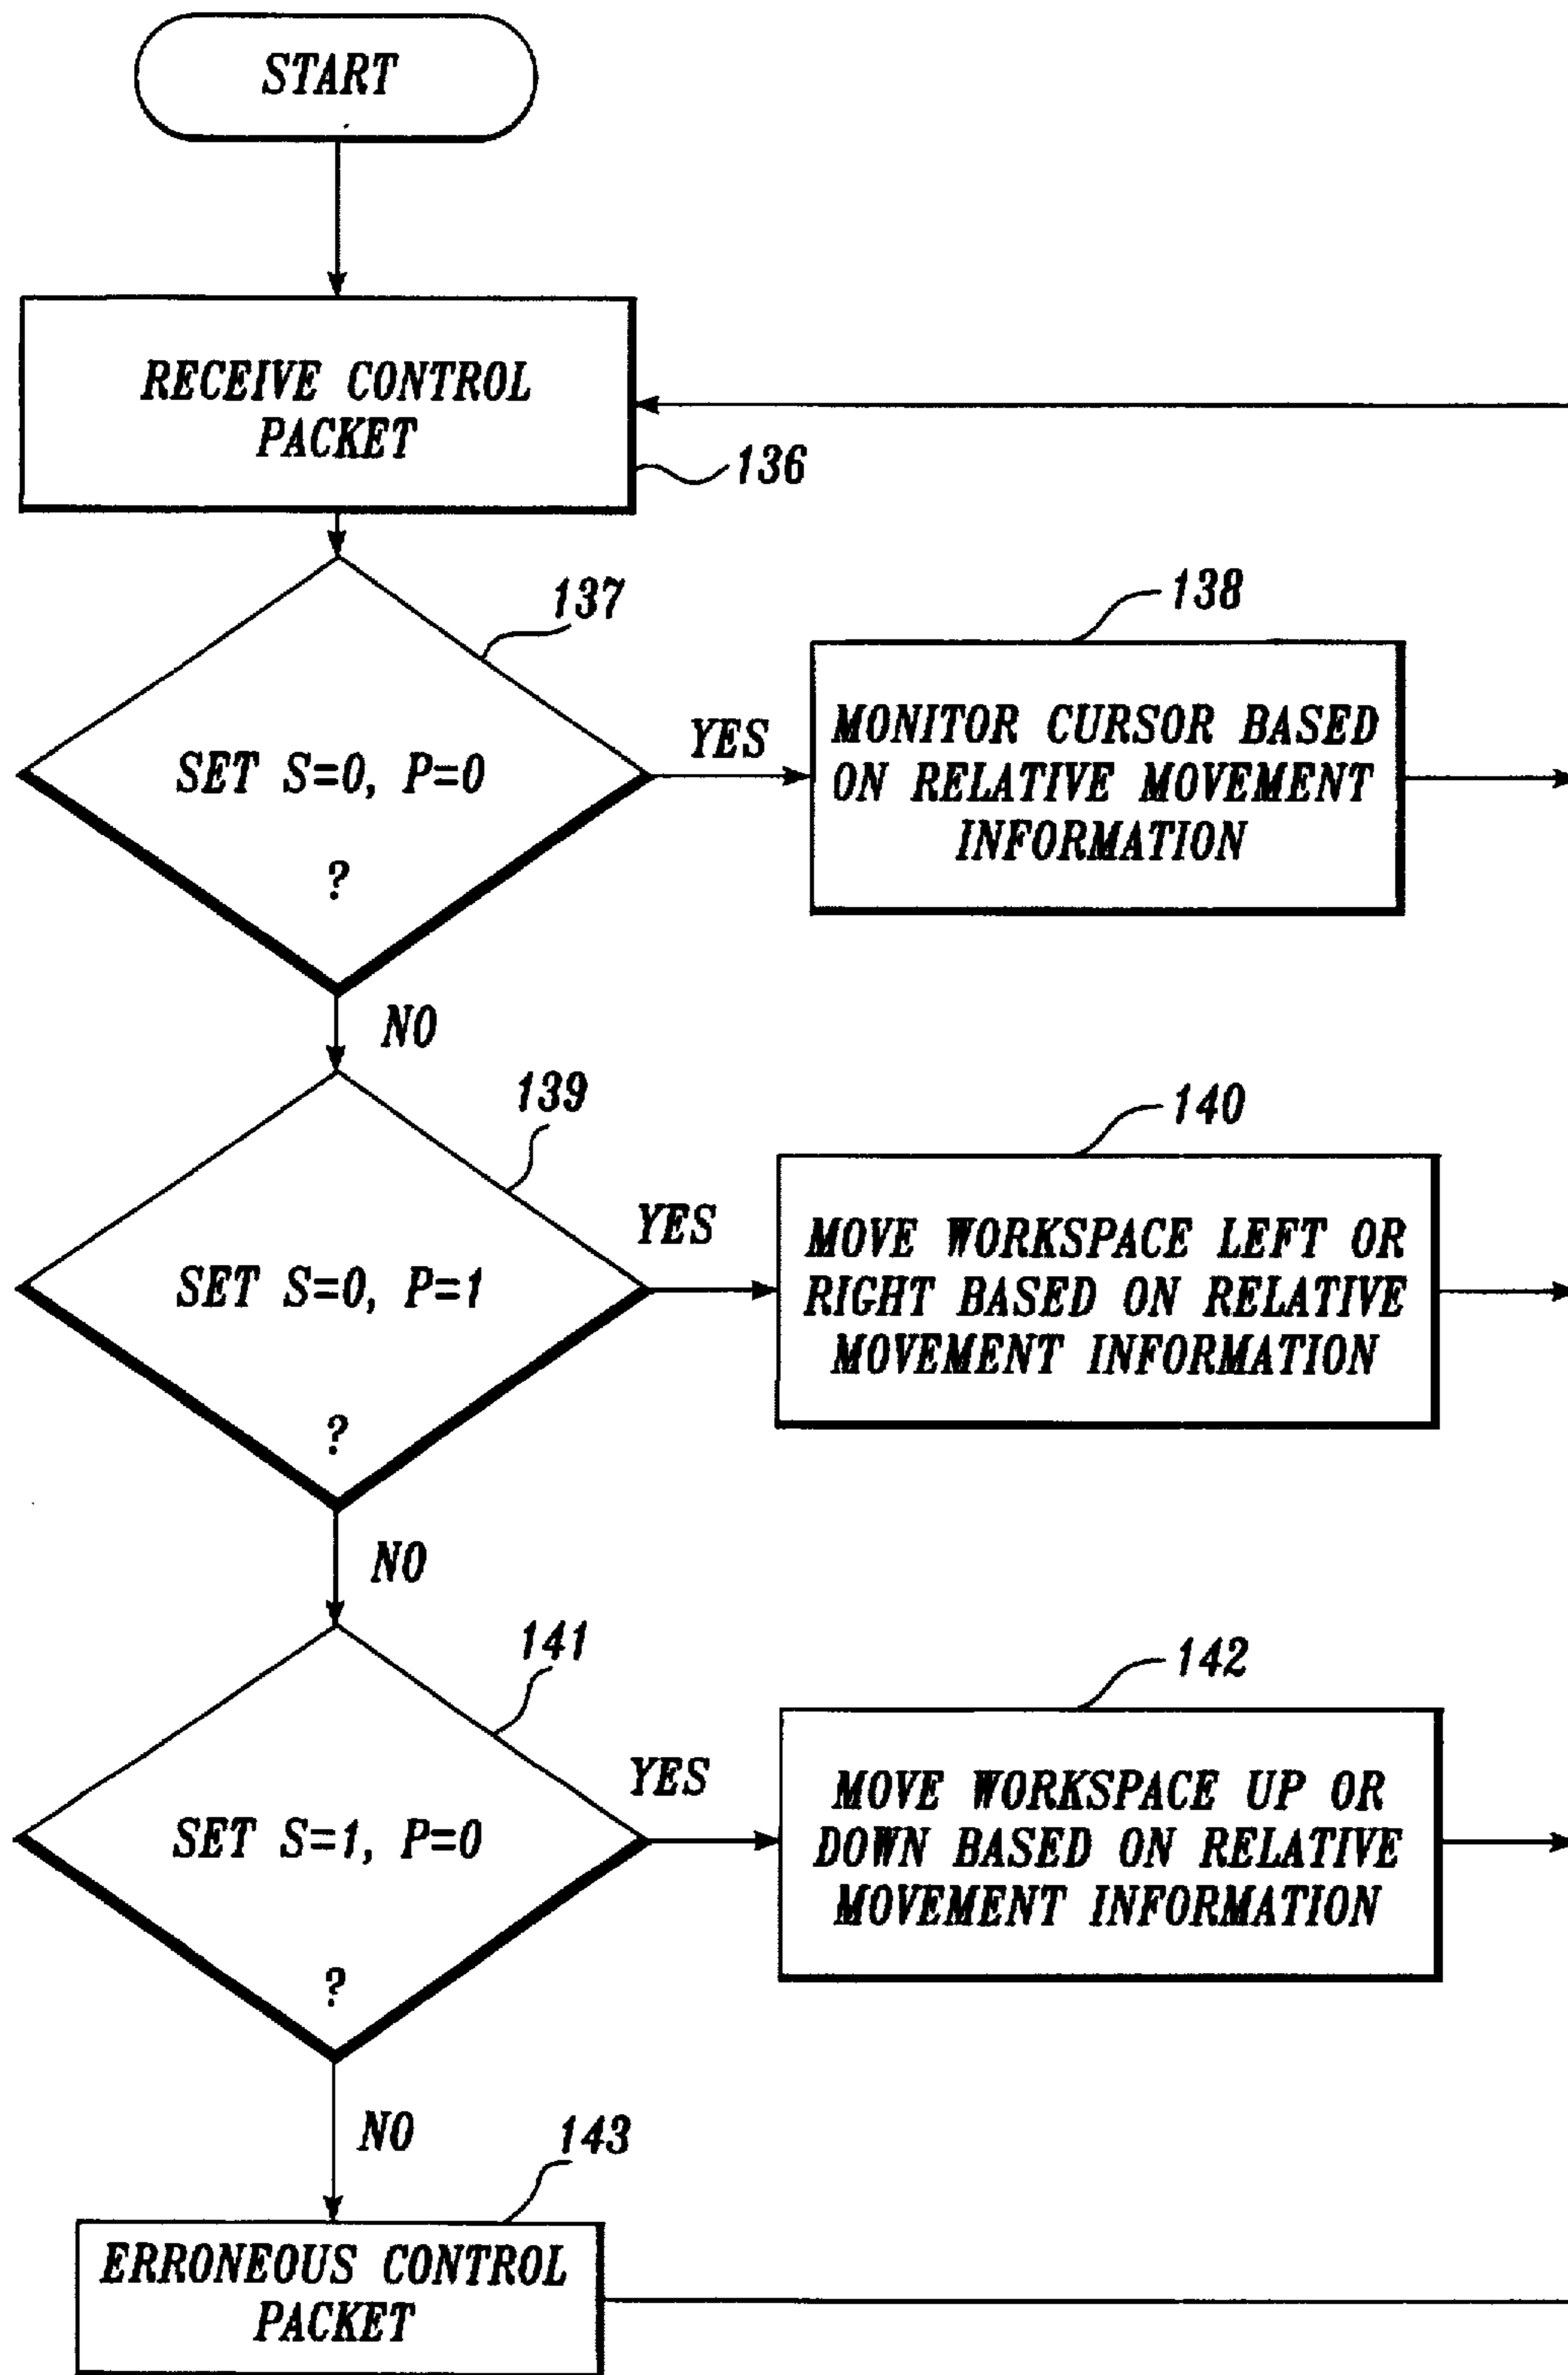 START
RECEIVE CONTROL
PACKET
136
137
SET S=0, P=0
?
YES
138
MONITOR CURSOR BASED
ON RELATIVE MOVEMENT
INFORMATION
NO
139
SET S=0, P=1
?
YES
140
MOVE WORKSPACE LEFT OR
RIGHT BASED ON RELATIVE
MOVEMENT INFORMATION
NO
141
SET S=1, P=0
?
YES
142
MOVE WORKSPACE UP OR
DOWN BASED ON RELATIVE
MOVEMENT INFORMATION
NO
143
ERRONEOUS CONTROL
PACKET